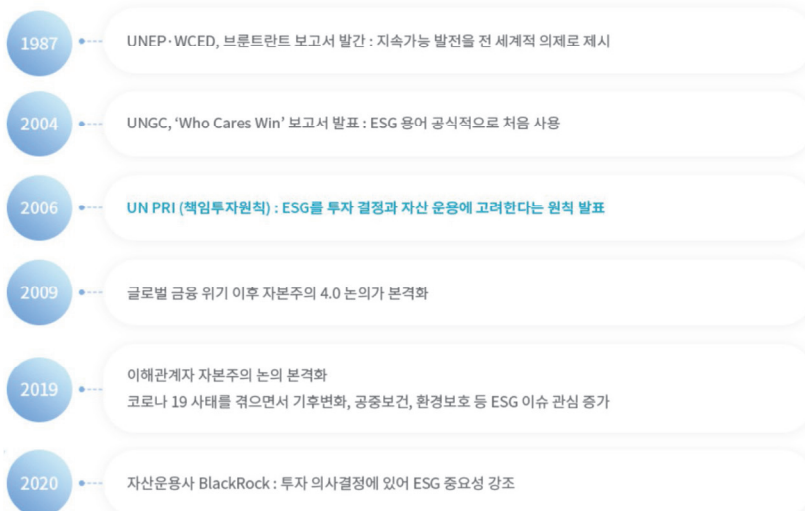 1987
UNEP·WCED, 브룬트란트 보고서 발간 : 지속가능 발전을 전 세계적 의제로 제시
2004
UNGC, ‘Who Cares Win’ 보고서 발표 : ESG 용어 공식적으로 처음 사용
2006
UN PRI (책임투자원칙) : ESG를 투자 결정과 자산 운용에 고려한다는 원칙 발표
2009
글로벌 금융 위기 이후 자본주의 4.0 논의가 본격화
2019
이해관계자 자본주의 논의 본격화
코로나 19 사태를 겪으면서 기후변화, 공중보건, 환경보호 등 ESG 이슈 관심 증가
2020
자산운용사 BlackRock : 투자 의사결정에 있어 ESG 중요성 강조